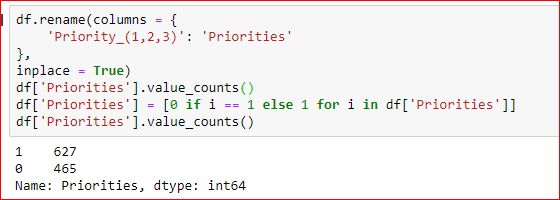 df.rename(columns = {
    'Priority_(1,2,3)': 'Priorities'
},
inplace = True)
df['Priorities'].value_counts()
df['Priorities'] = [0 if i == 1 else 1 for i in df['Priorities']]
df['Priorities'].value_counts()
1    627
0    465
Name: Priorities, dtype: int64